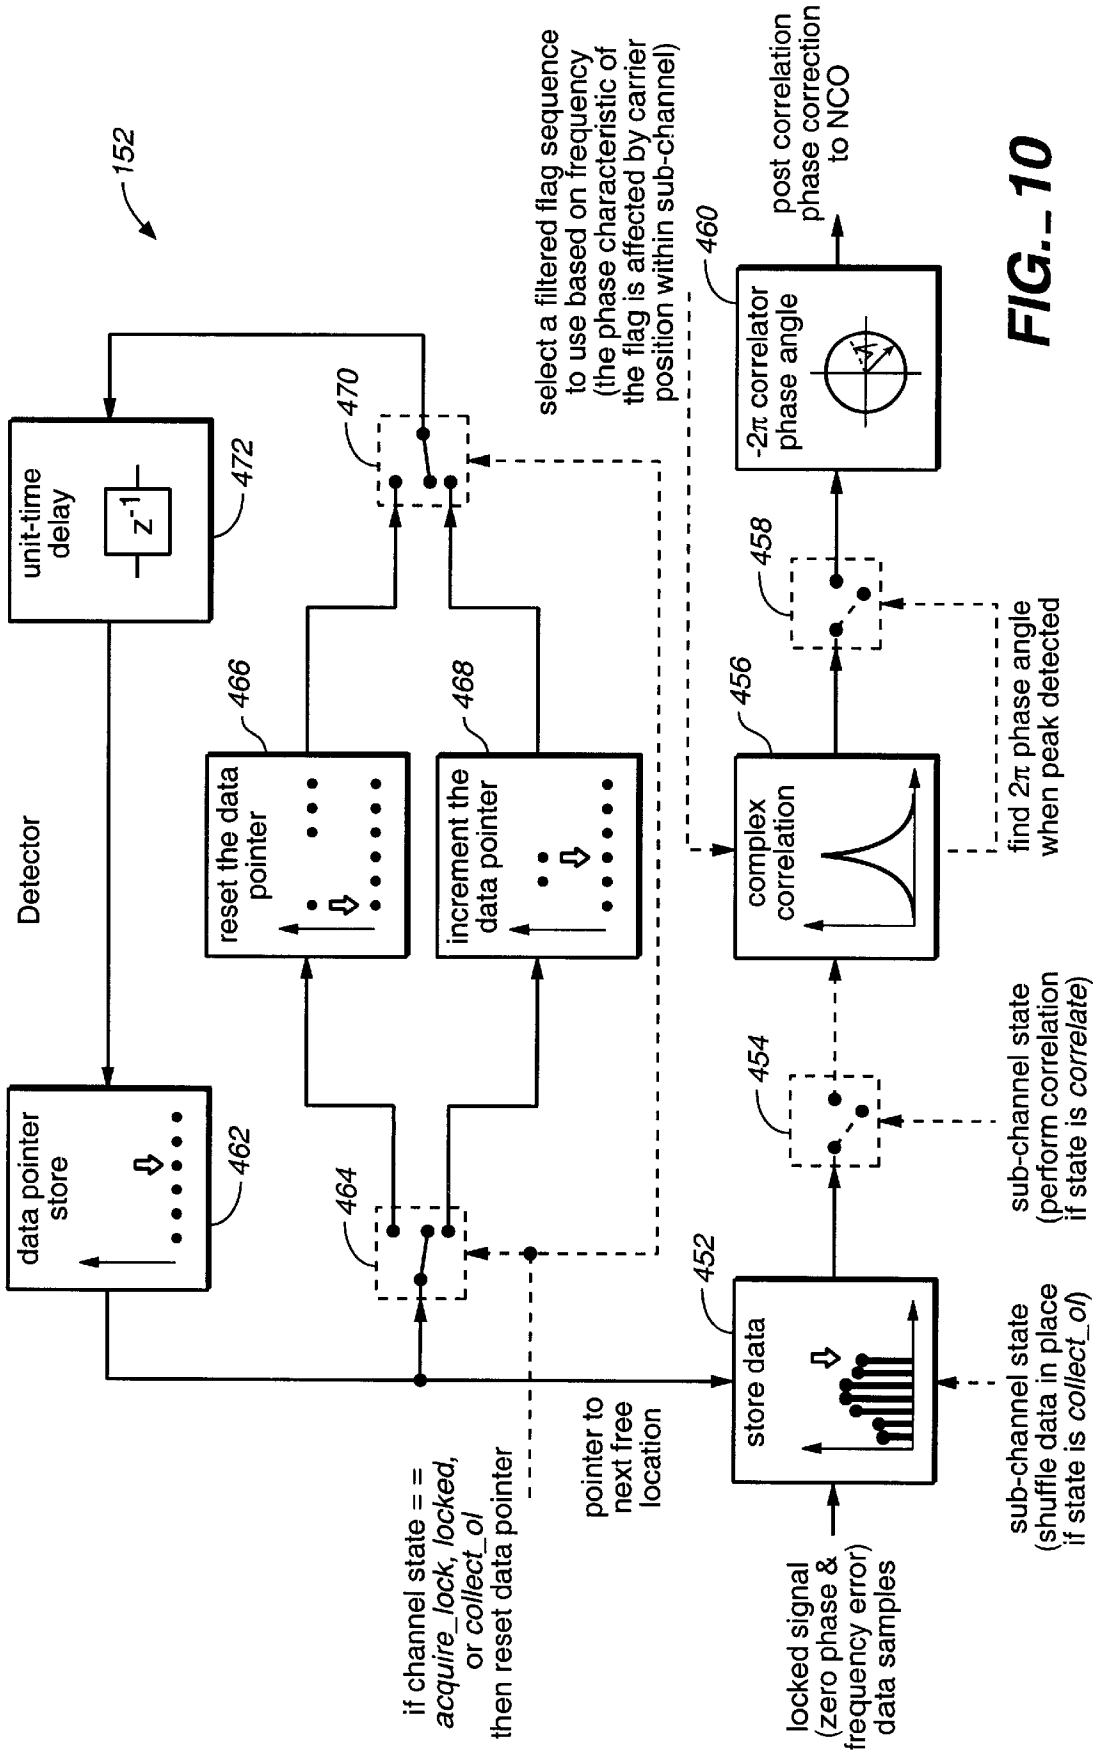 Detector
152
data pointer
store
462
unit-time
delay
z⁻¹
472
reset the data
pointer
466
increment the
data pointer
468
464
470
if channel state = =
acquire_lock, locked,
or collect_ol
then reset data pointer
pointer to
next free
location
select a filtered flag sequence
to use based on frequency
(the phase characteristic of
the flag is affected by carrier
position within sub-channel)
locked signal
(zero phase &
frequency error)
data samples
store data
452
sub-channel state
(shuffle data in place
if state is collect_ol)
454
sub-channel state
(perform correlation
if state is correlate)
complex
correlation
456
find 2π phase angle
when peak detected
458
-2π correlator
phase angle
460
post correlation
phase correction
to NCO
FIG._10